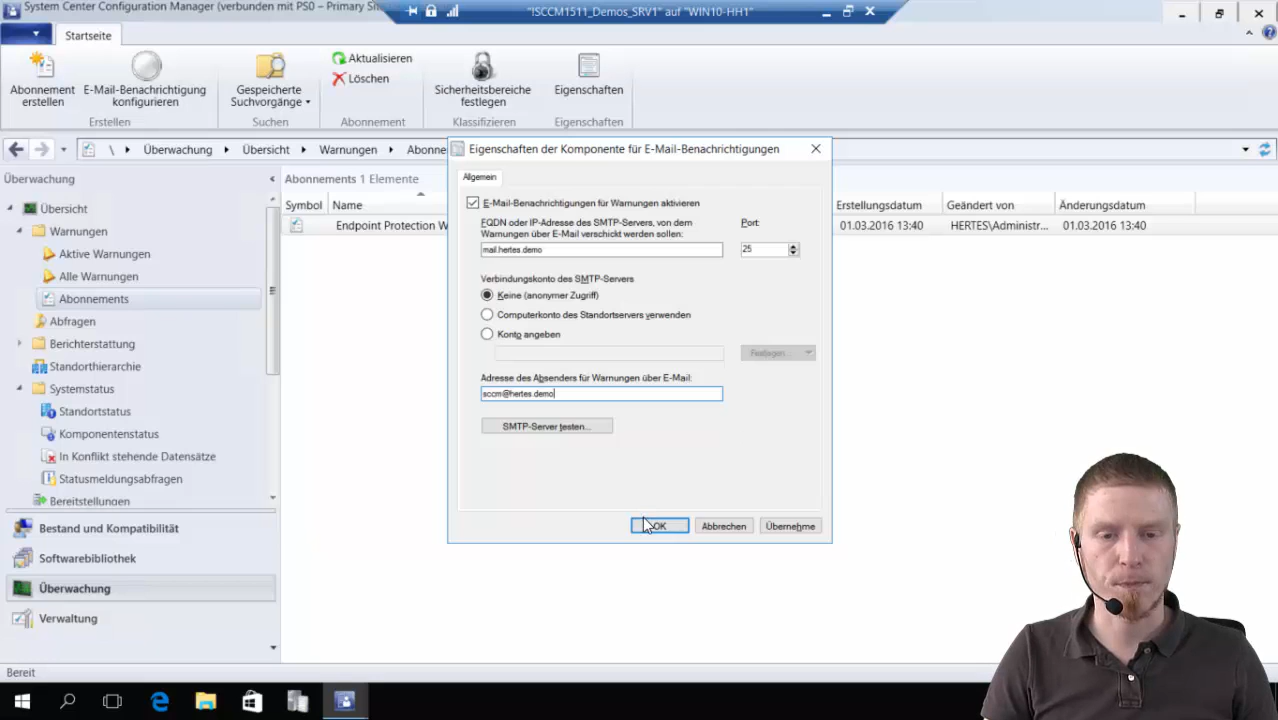 System Center Configuration Manager (verbunden mit PS0 – Primary
"ISCCM1511_Demos_SRV1" auf "WIN10-HH1"
Startseite
Abonnement erstellen
E-Mail-Benachrichtigung konfigurieren
Gespeicherte Suchvorgänge
Aktualisieren
Löschen
Sicherheitsbereiche festlegen
Eigenschaften
Erstellen
Suchen
Abonnement
Klassifizieren
Eigenschaften
\ Überwachung Übersicht Warnungen
Überwachung
Übersicht
Warnungen
Aktive Warnungen
Alle Warnungen
Abonnements
Abfragen
Berichterstattung
Standorthierarchie
Systemstatus
Standortstatus
Komponentenstatus
In Konflikt stehende Datensätze
Statusmeldungsabfragen
Bereitstellungen
Bestand und Kompatibilität
Softwarebibliothek
Überwachung
Verwaltung
Abonnements 1 Elemente
Symbol Name Erstellungsdatum Geändert von Änderungsdatum
Endpoint Protection 01.03.2016 13:40 HERTES\Administr... 01.03.2016 13:40
Eigenschaften der Komponente für E-Mail-Benachrichtigungen
Allgemein
E-Mail-Benachrichtigungen für Warnungen aktivieren
FQDN oder IP-Adresse des SMTP-Servers, von dem
Warnungen über E-Mail verschickt werden sollen:
Port:
mail.hertes.demo
25
Verbindungskonto des SMTP-Servers
Keine (anonymer Zugriff)
Computerkonto des Standortservers verwenden
Konto angeben
Festlegen...
Adresse des Absenders für Warnungen über E-Mail:
sccm@hertes.demo
SMTP-Server testen...
OK
Abbrechen
Übernehme
Bereit